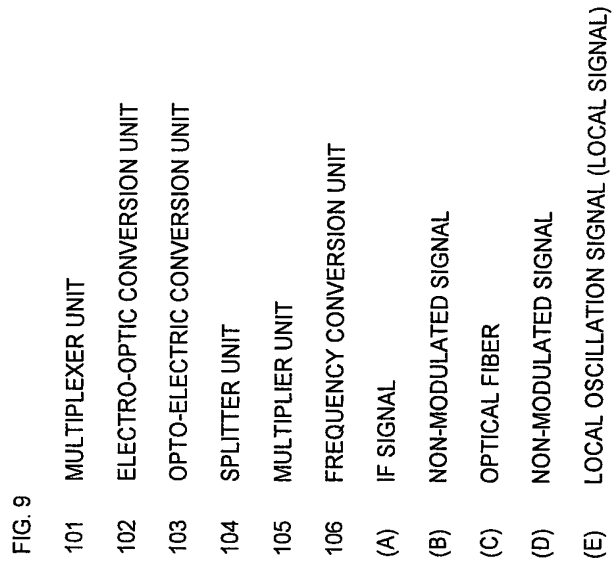 FIG. 9
101 MULTIPLEXER UNIT
102 ELECTRO-OPTIC CONVERSION UNIT
103 OPTO-ELECTRIC CONVERSION UNIT
104 SPLITTER UNIT
105 MULTIPLIER UNIT
106 FREQUENCY CONVERSION UNIT
(A) IF SIGNAL
(B) NON-MODULATED SIGNAL
(C) OPTICAL FIBER
(D) NON-MODULATED SIGNAL
(E) LOCAL OSCILLATION SIGNAL (LOCAL SIGNAL)